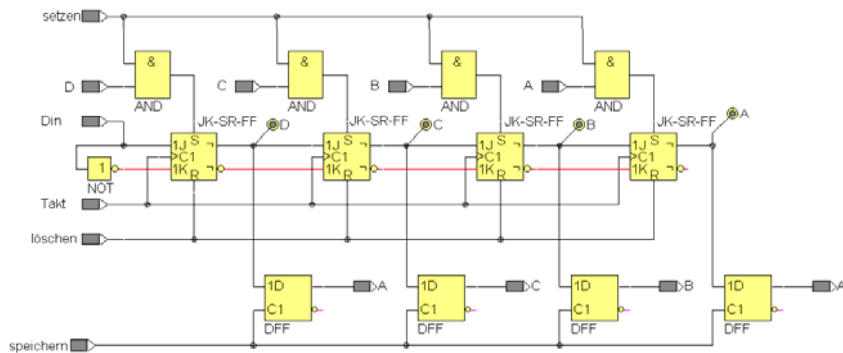 setzen
& & & &
D C B A
AND AND AND AND
Din JK-SR-FF D JK-SR-FF C JK-SR-FF B JK-SR-FF A
S S S S
1J 1J 1J 1J
C1 C1 C1 C1
1 1K 1K 1K 1K
R R R R
NOT
Takt
löschen
1D A 1D C 1D B 1D A
C1 C1 C1 C1
DFF DFF DFF DFF
speichern